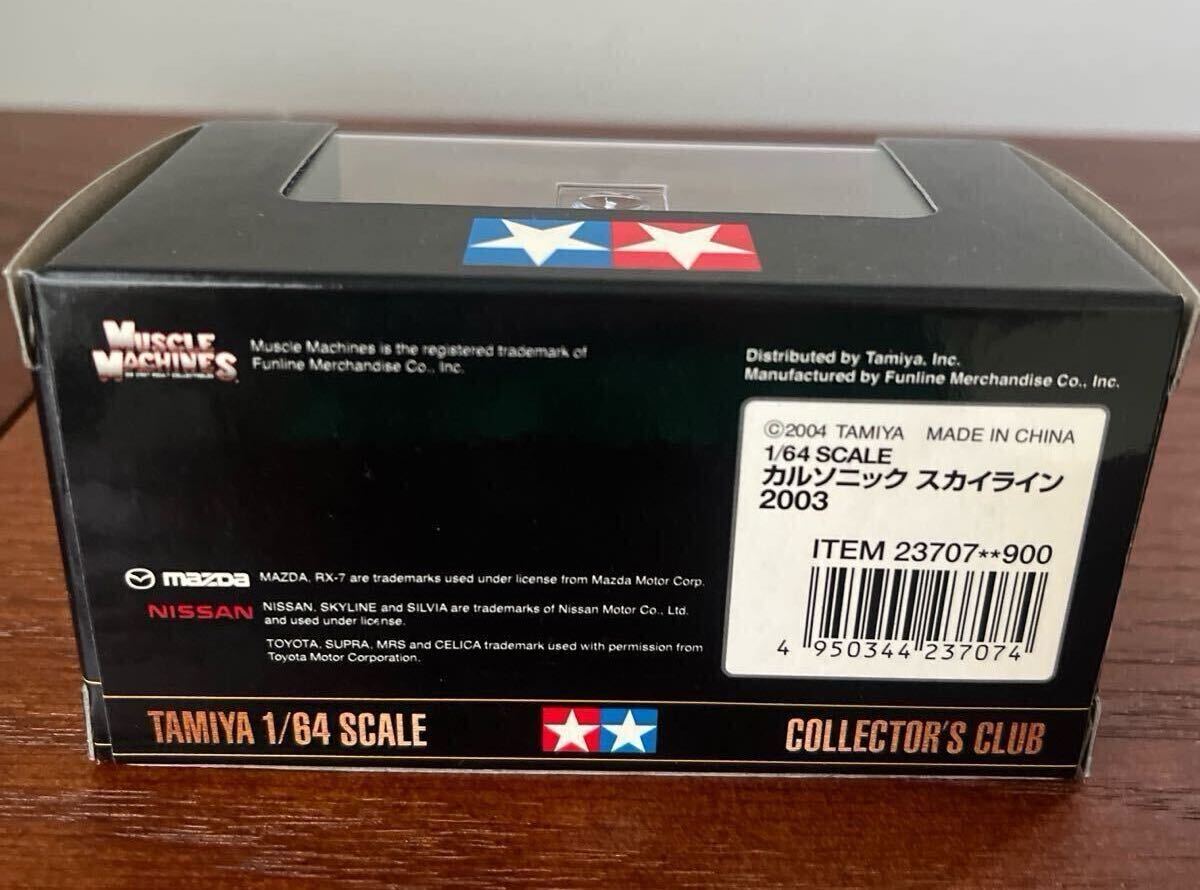 MUSCLE
MACHINES
Muscle Machines is the registered trademark of
Funline Merchandise Co., Inc.
Distributed by Tamiya, Inc.
Manufactured by Funline Merchandise Co., Inc.
©2004 TAMIYA MADE IN CHINA
1/64 SCALE
カルソニック スカイライン
2003
ITEM 23707**900
4 950344 237074
mazda MAZDA, RX-7 are trademarks used under license from Mazda Motor Corp.
NISSAN NISSAN, SKYLINE and SILVIA are trademarks of Nissan Motor Co., Ltd.
and used under license.
TOYOTA, SUPRA, MRS and CELICA trademark used with permission from
Toyota Motor Corporation.
TAMIYA 1/64 SCALE COLLECTOR'S CLUB